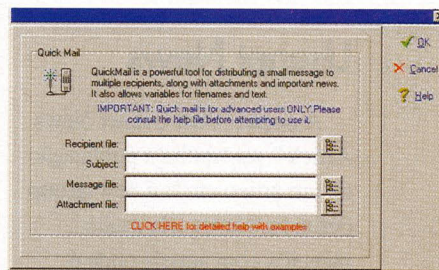 Quick Mail
QuickMail is a powerful tool for distributing a small message to
multiple recipients, along with attachments and important news.
It also allows variables for filenames and text.
IMPORTANT: Quick mail is for advanced users ONLY. Please
consult the help file before attempting to use it.
Recipient file:
Subject:
Message file:
Attachment file:
CLICK HERE for detailed help with examples
OK
Cancel
Help